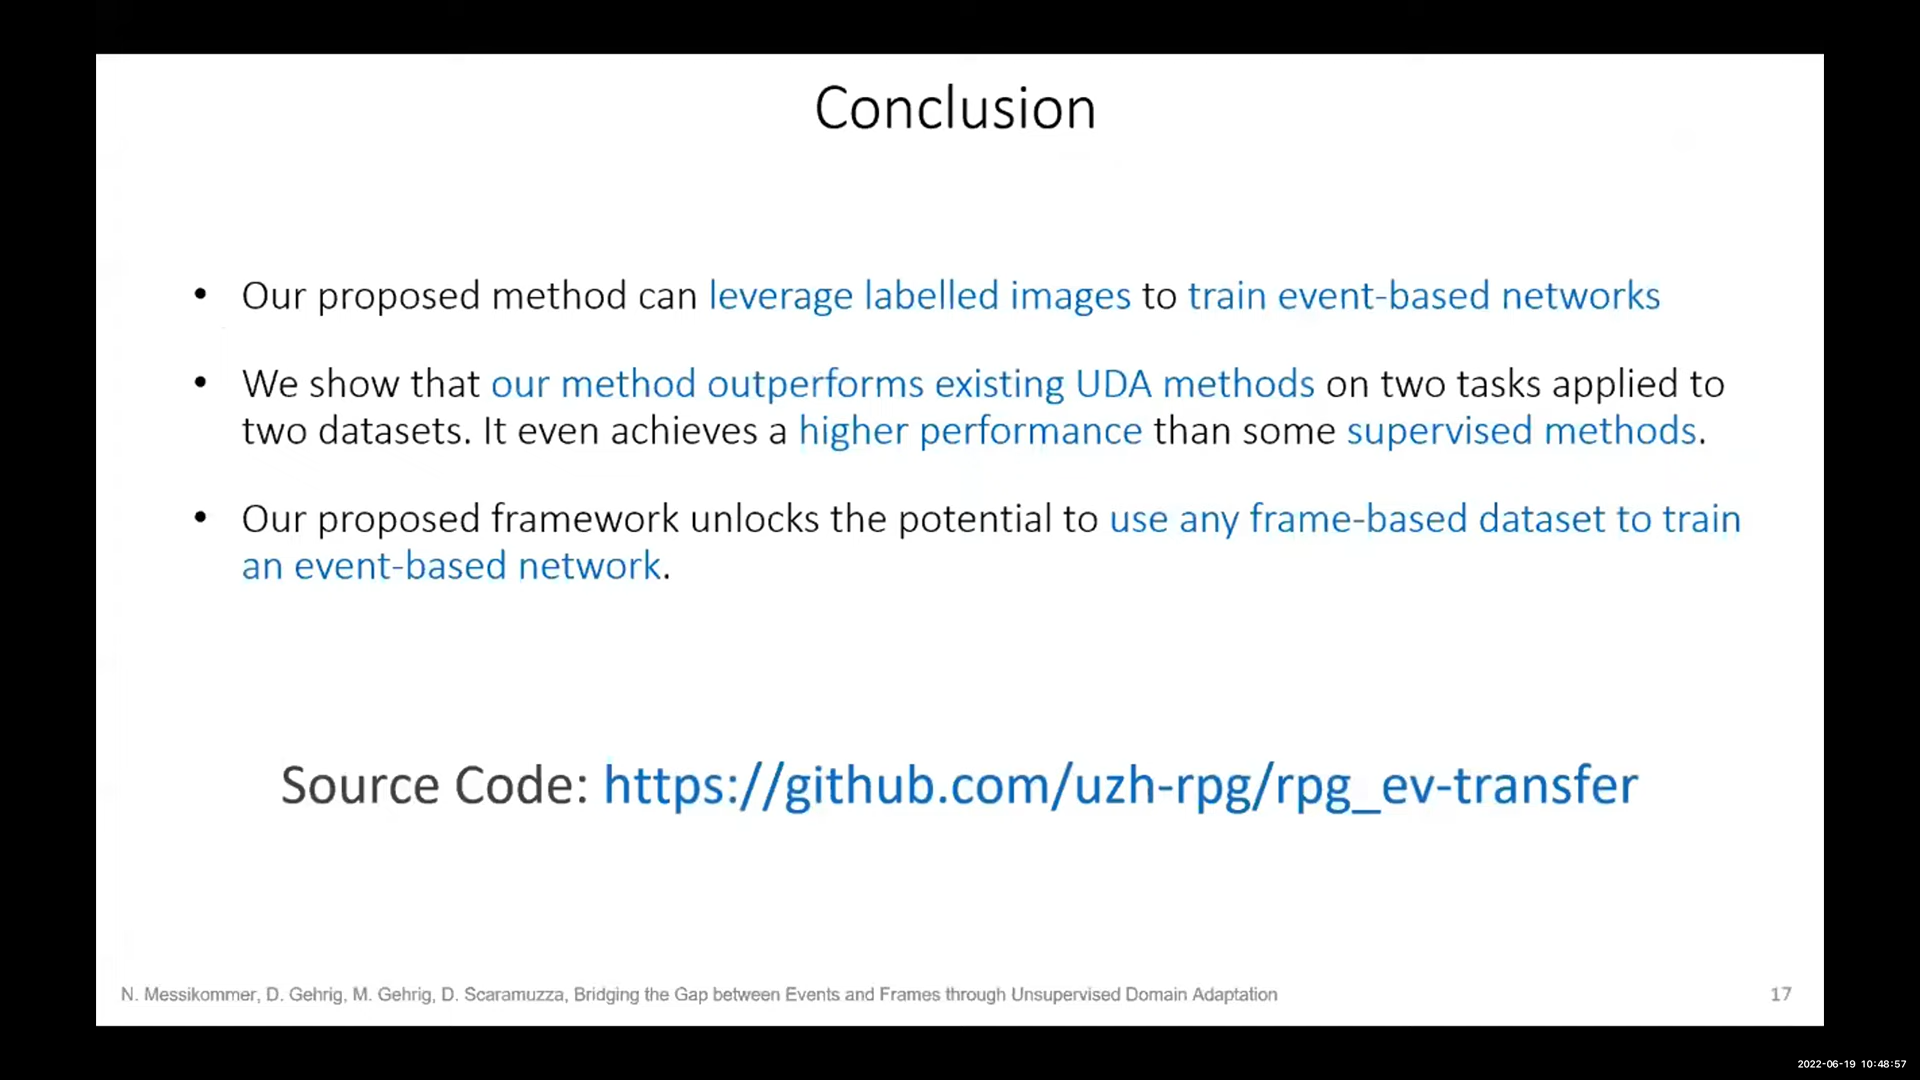 Conclusion
• Our proposed method can leverage labelled images to train event-based networks
• We show that our method outperforms existing UDA methods on two tasks applied to
two datasets. It even achieves a higher performance than some supervised methods.
• Our proposed framework unlocks the potential to use any frame-based dataset to train
an event-based network.
Source Code: https://github.com/uzh-rpg/rpg_ev-transfer
N. Messikommer, D. Gehrig, M. Gehrig, D. Scaramuzza, Bridging the Gap between Events and Frames through Unsupervised Domain Adaptation
17
2022-06-19 10:48:57